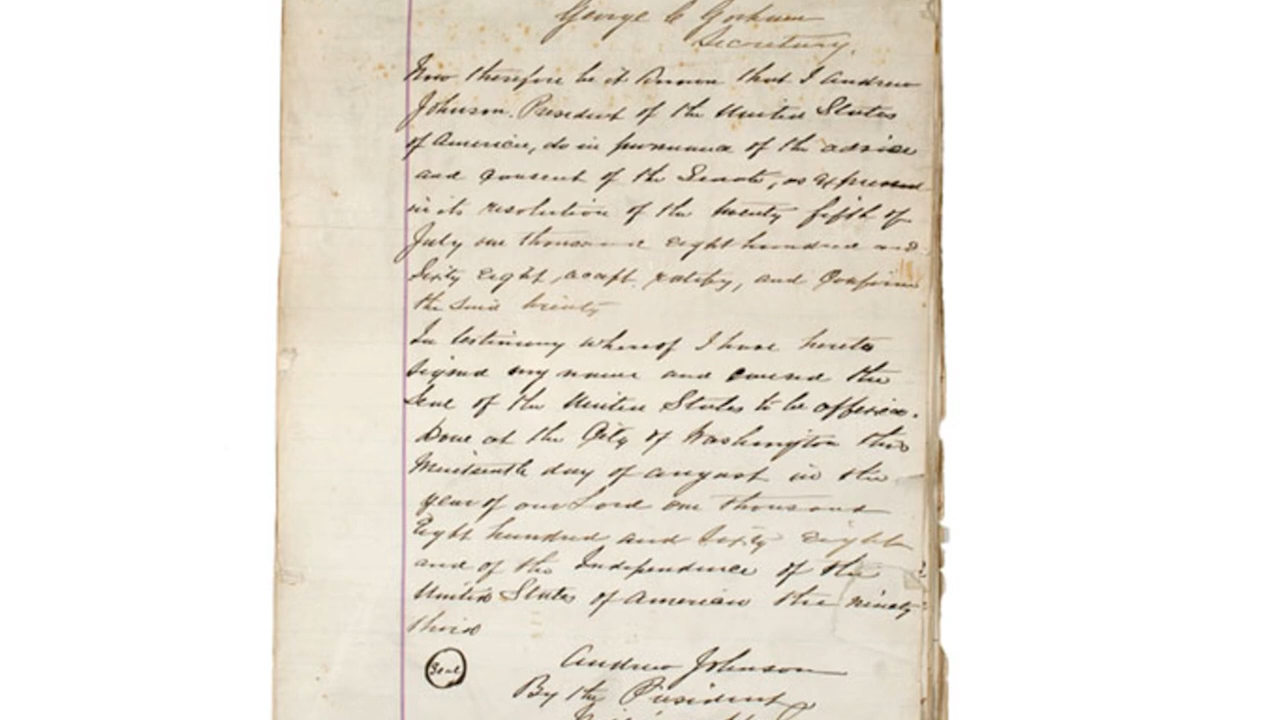 George C Gorham
Secretary.
Now therefore be it known that I Andrew
Johnson. President of the United States
of America, do in pursuance of the advice
and consent of the Senate, as expressed
in its resolution of the twenty fifth of
July one thousand eight hundred and
Sixty eight, accept, ratify, and confirm
the said treaty
In testimony whereof I have hereto
signed my name and caused the
Seal of the United States to be affixed.
Done at the City of Washington this
Nineteenth day of august in the
year of our Lord one thousand
Eight hundred and Sixty eight
and of the Independence of the
United States of American the ninety
third
Andrew Johnson
Seal
By the President